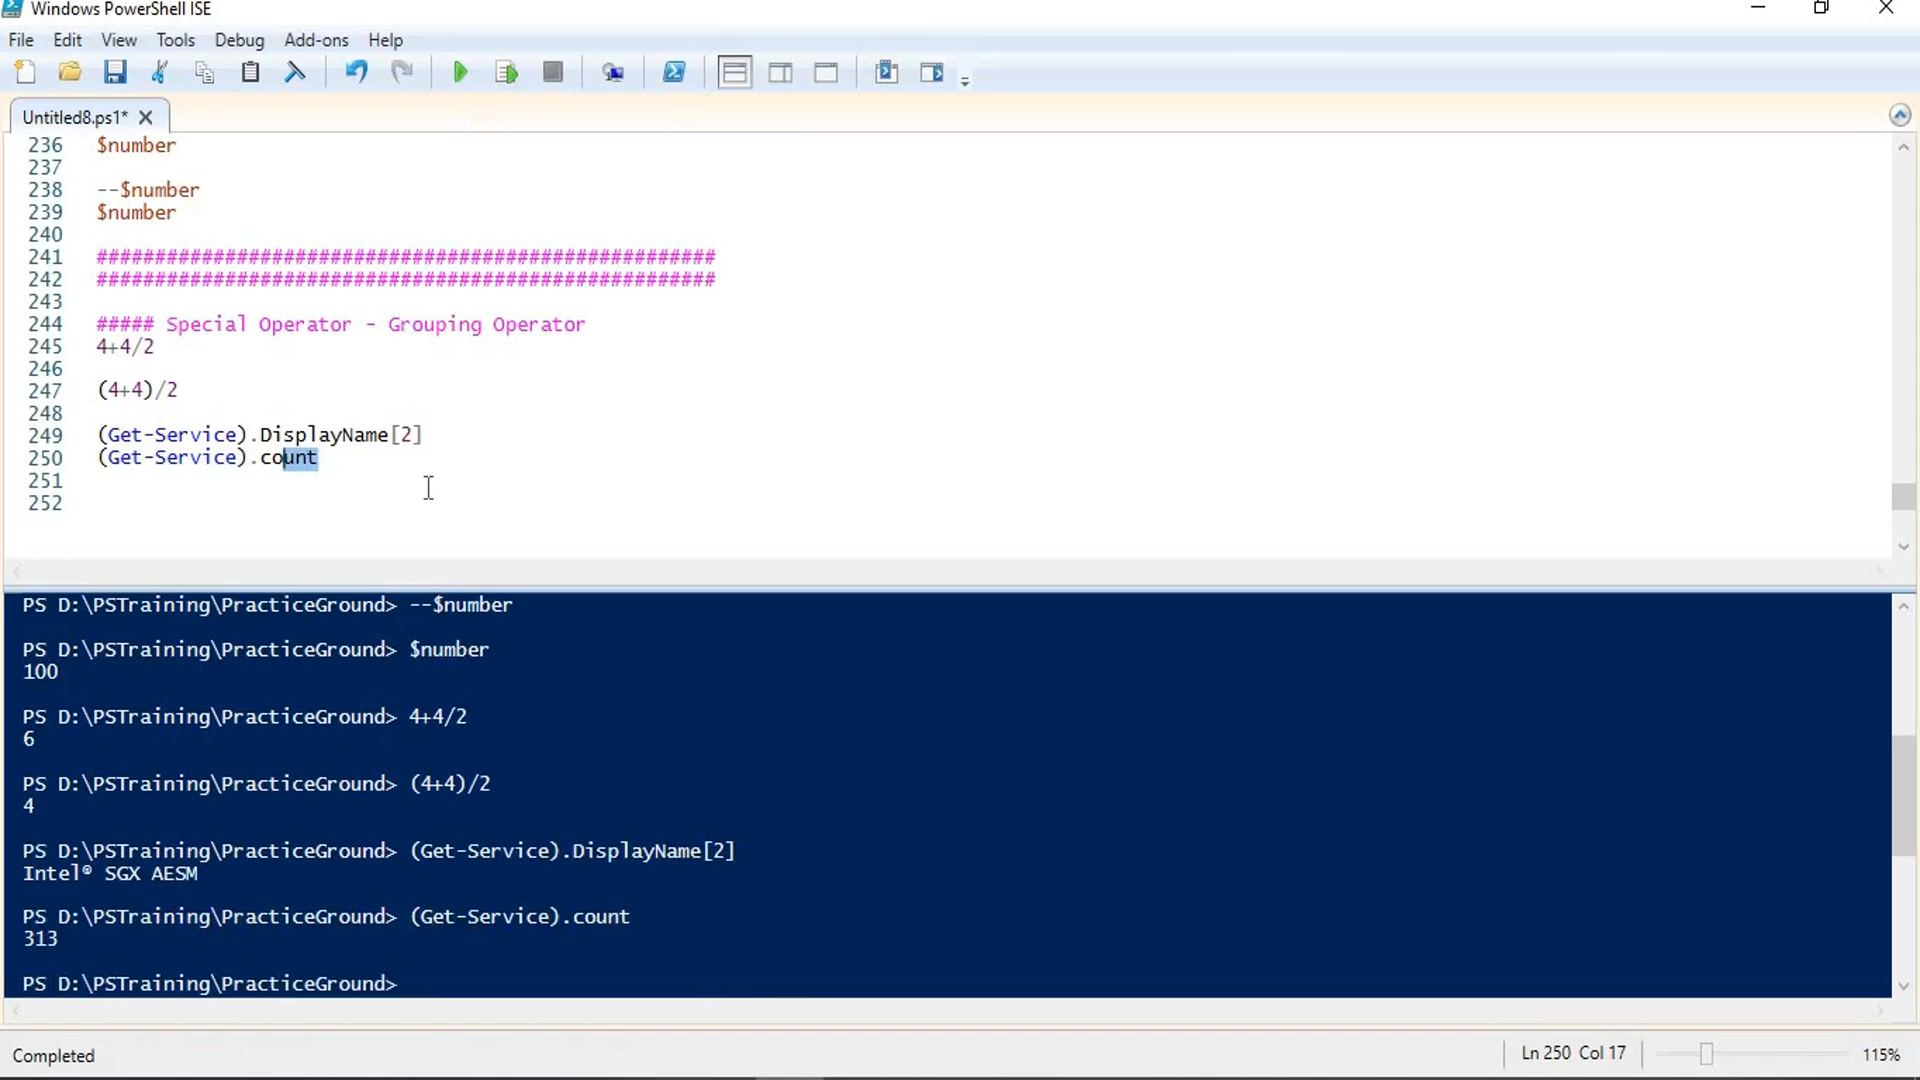 Windows PowerShell ISE
File Edit View Tools Debug Add-ons Help
Untitled8.ps1*
236 $number
237
238 --$number
239 $number
240
241 #####################################################
242 #####################################################
243
244 ##### Special Operator - Grouping Operator
245 4+4/2
246
247 (4+4)/2
248
249 (Get-Service).DisplayName[2]
250 (Get-Service).count
251
252
PS D:\PSTraining\PracticeGround> --$number
PS D:\PSTraining\PracticeGround> $number
100
PS D:\PSTraining\PracticeGround> 4+4/2
6
PS D:\PSTraining\PracticeGround> (4+4)/2
4
PS D:\PSTraining\PracticeGround> (Get-Service).DisplayName[2]
Intel® SGX AESM
PS D:\PSTraining\PracticeGround> (Get-Service).count
313
PS D:\PSTraining\PracticeGround>
Completed Ln 250 Col 17 115%